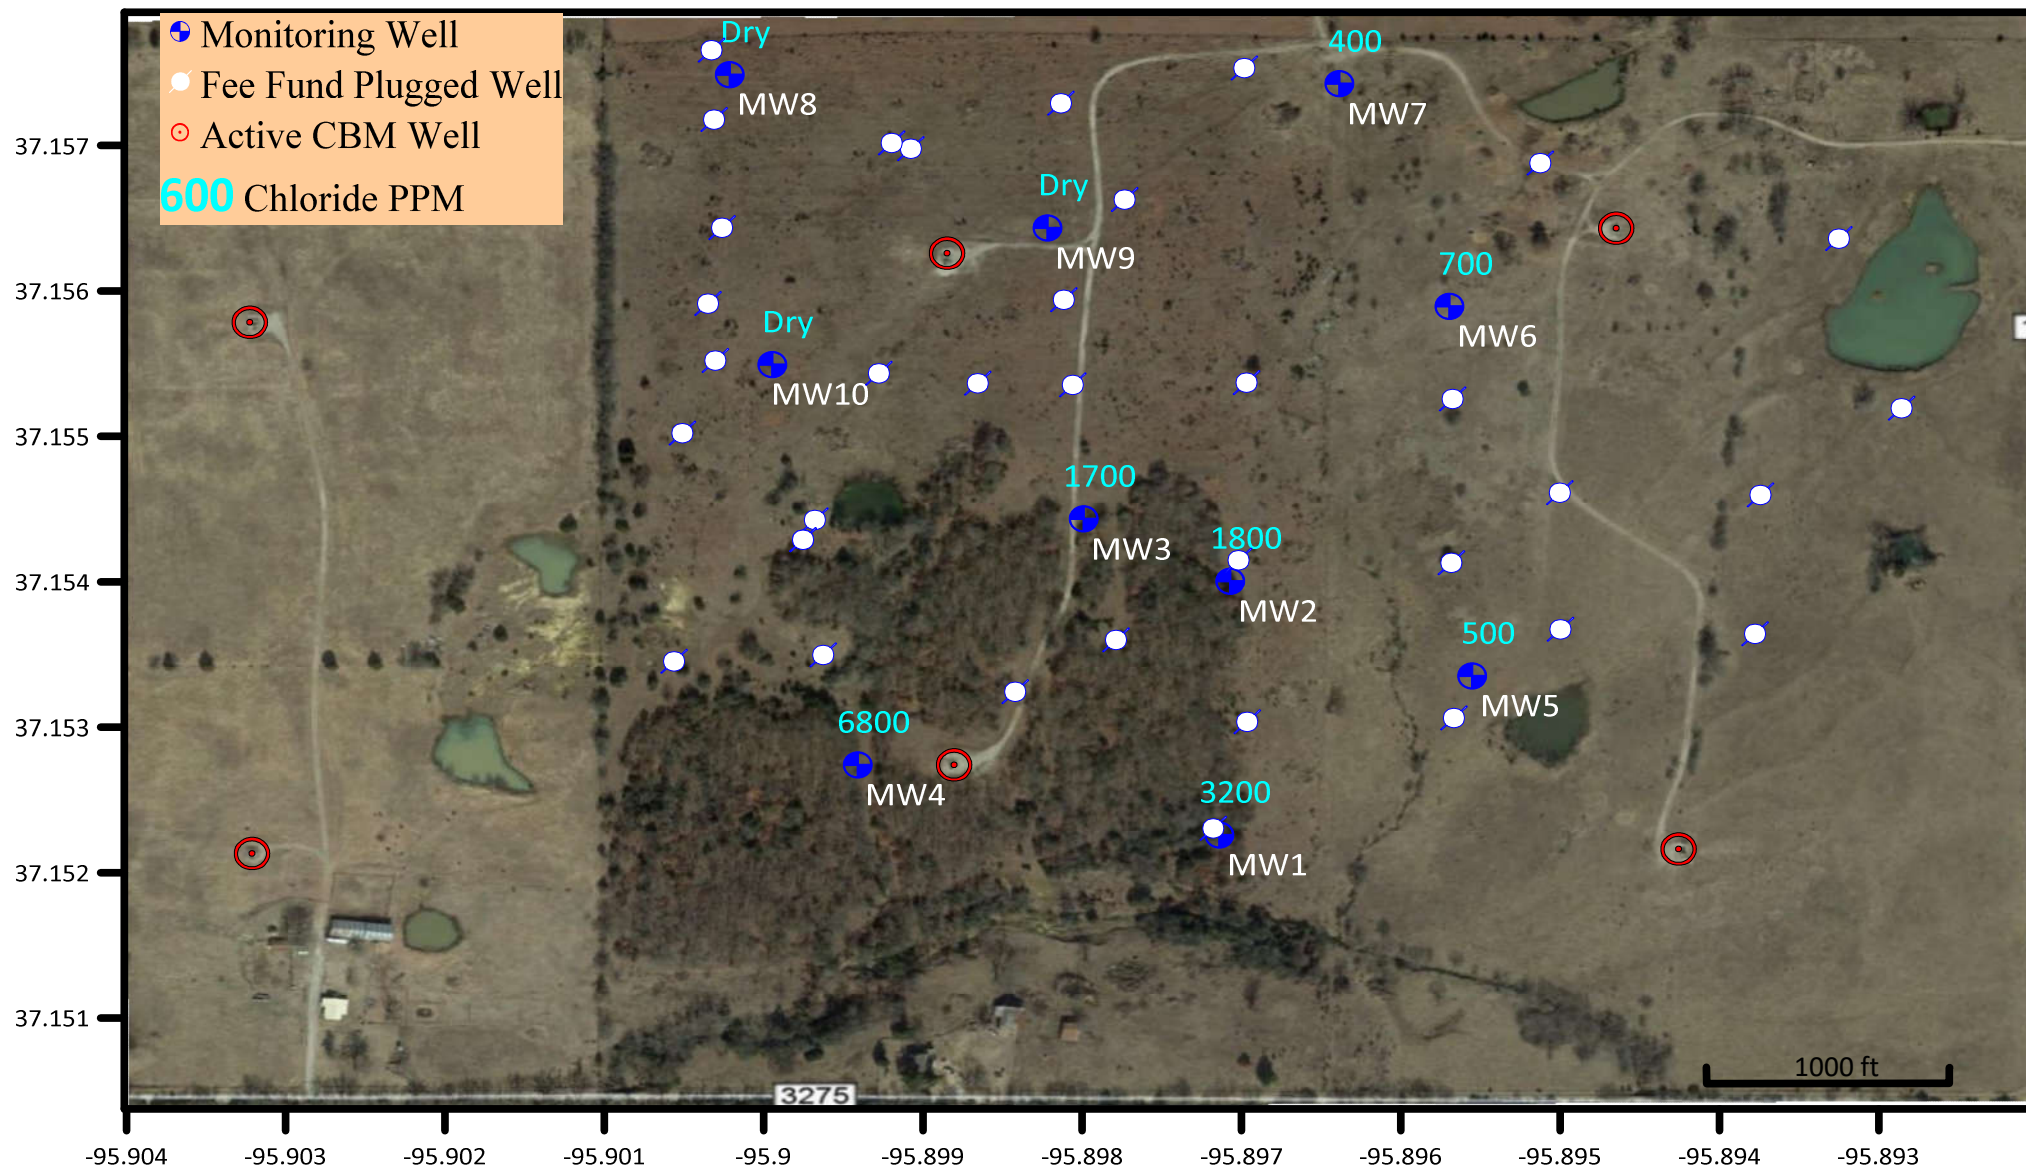 Monitoring Well
Fee Fund Plugged Well
Active CBM Well
600 Chloride PPM
Dry
MW8
400
MW7
Dry
MW9
700
MW6
Dry
MW10
1700
MW3
1800
MW2
500
MW5
6800
MW4
3200
MW1
37.157
37.156
37.155
37.154
37.153
37.152
37.151
1000 ft
3275
-95.904 -95.903 -95.902 -95.901 -95.9 -95.899 -95.898 -95.897 -95.896 -95.895 -95.894 -95.893